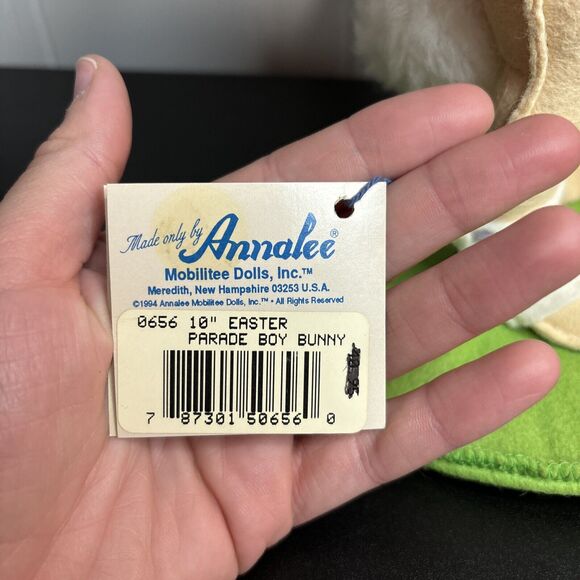 Made only by Annalee®
Mobilitee Dolls, Inc.™
Meredith, New Hampshire 03253 U.S.A.
©1994 Annalee Mobilitee Dolls, Inc.™ • All Rights Reserved
0656 10" EASTER
PARADE BOY BUNNY
7 87301 50656 0